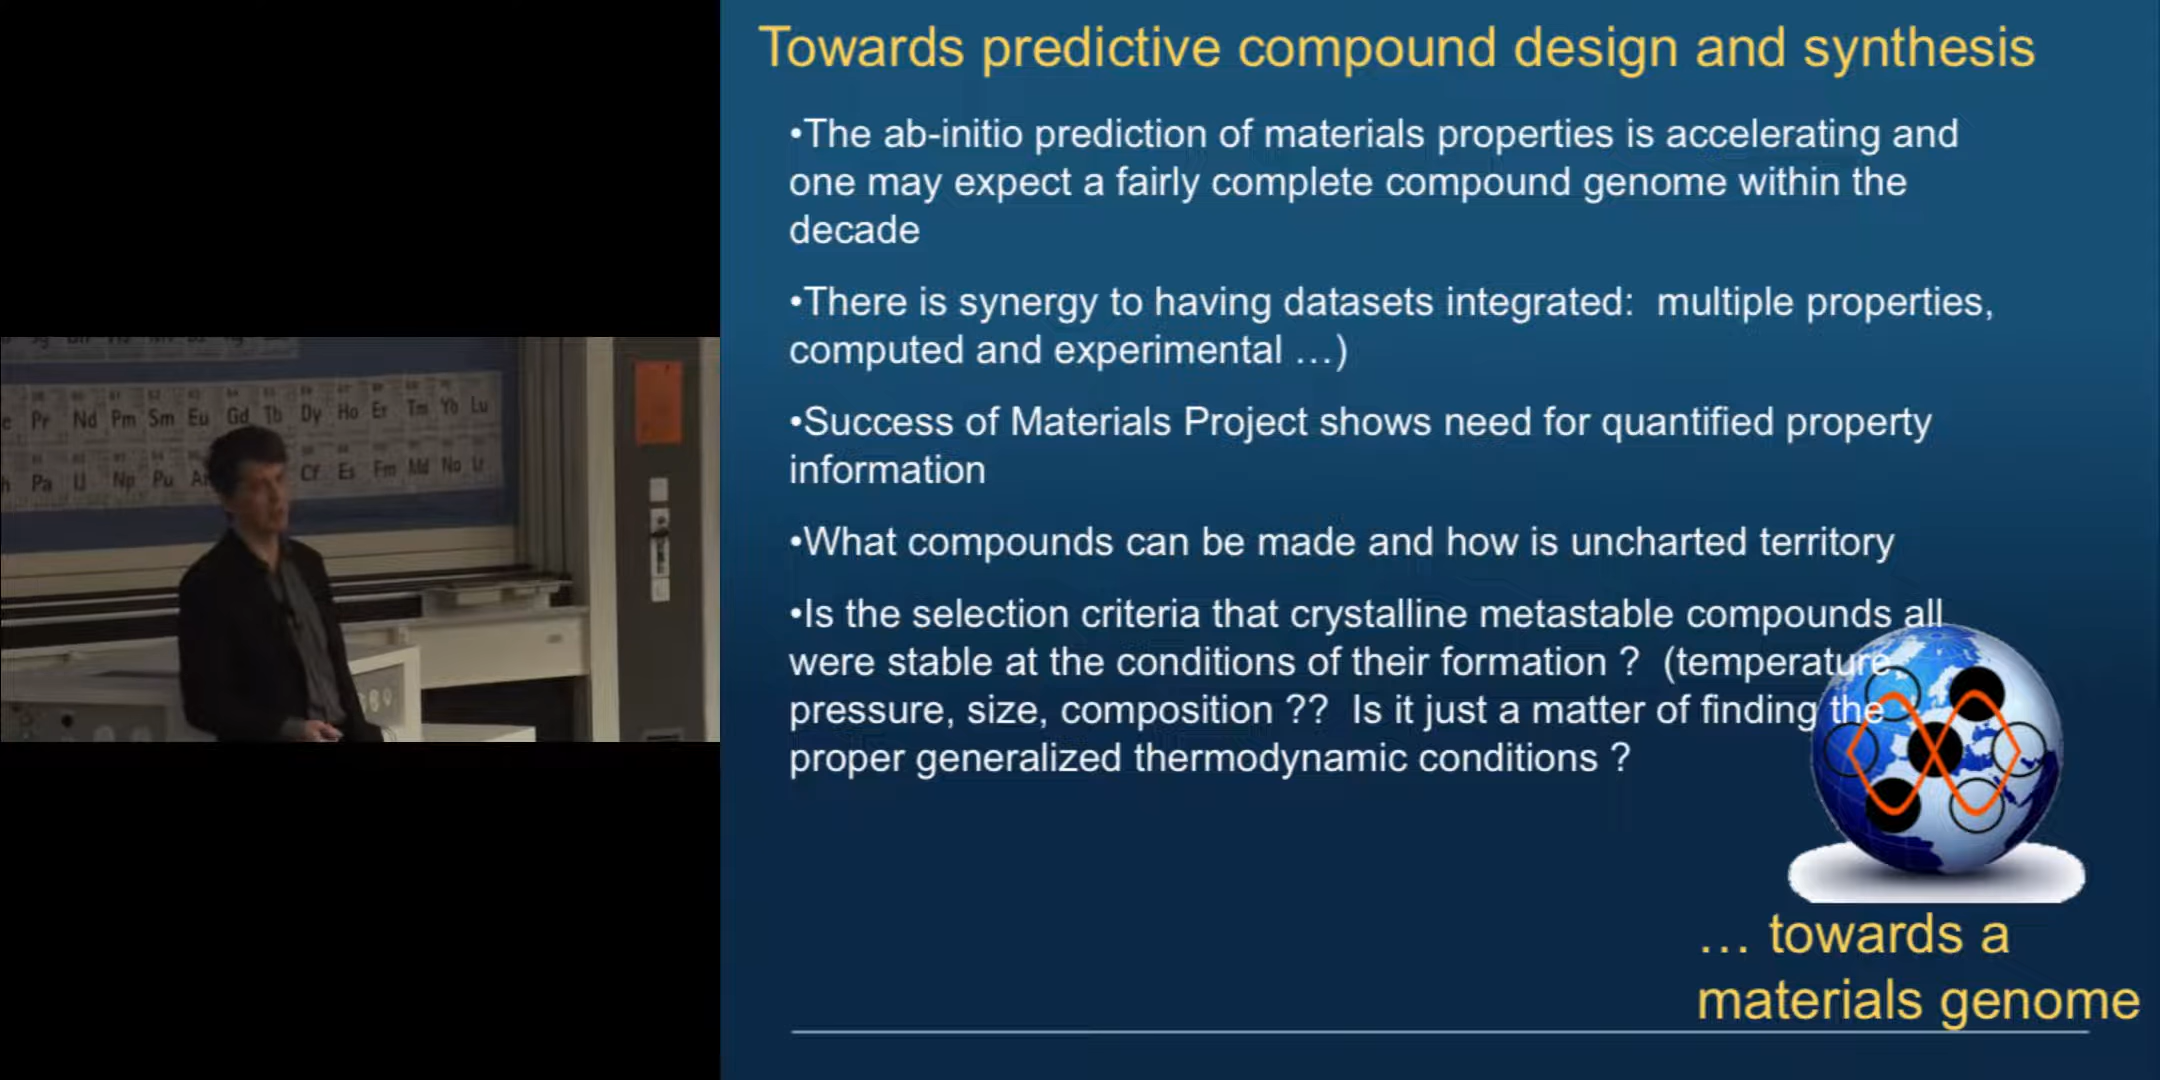 Towards predictive compound design and synthesis
•The ab-initio prediction of materials properties is accelerating and
one may expect a fairly complete compound genome within the
decade
•There is synergy to having datasets integrated:  multiple properties,
computed and experimental …)
•Success of Materials Project shows need for quantified property
information
•What compounds can be made and how is uncharted territory
•Is the selection criteria that crystalline metastable compounds all
were stable at the conditions of their formation ?  (temperature
pressure, size, composition ??  Is it just a matter of finding the
proper generalized thermodynamic conditions ?
… towards a
materials genome
Pr Nd Pm Sm Eu Gd Tb Dy Ho Er Tm Yb Lu
Pa U Np Pu Cf Es Fm Md No Lr